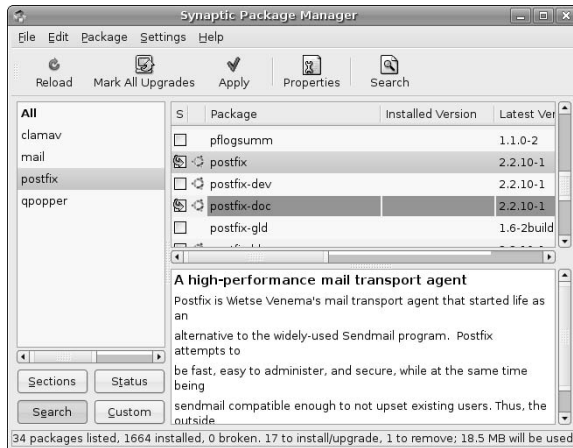 Synaptic Package Manager
File Edit Package Settings Help
Reload Mark All Upgrades Apply Properties Search
All
clamav
mail
postfix
qpopper
S Package Installed Version Latest Ver
pflogsumm 1.1.0-2
postfix 2.2.10-1
postfix-dev 2.2.10-1
postfix-doc 2.2.10-1
postfix-gld 1.6-2build
A high-performance mail transport agent
Postfix is Wietse Venema's mail transport agent that started life as
an
alternative to the widely-used Sendmail program. Postfix
attempts to
be fast, easy to administer, and secure, while at the same time
being
sendmail compatible enough to not upset existing users. Thus, the
outside
Sections Status
Search Custom
34 packages listed, 1664 installed, 0 broken. 17 to install/upgrade, 1 to remove; 18.5 MB will be used